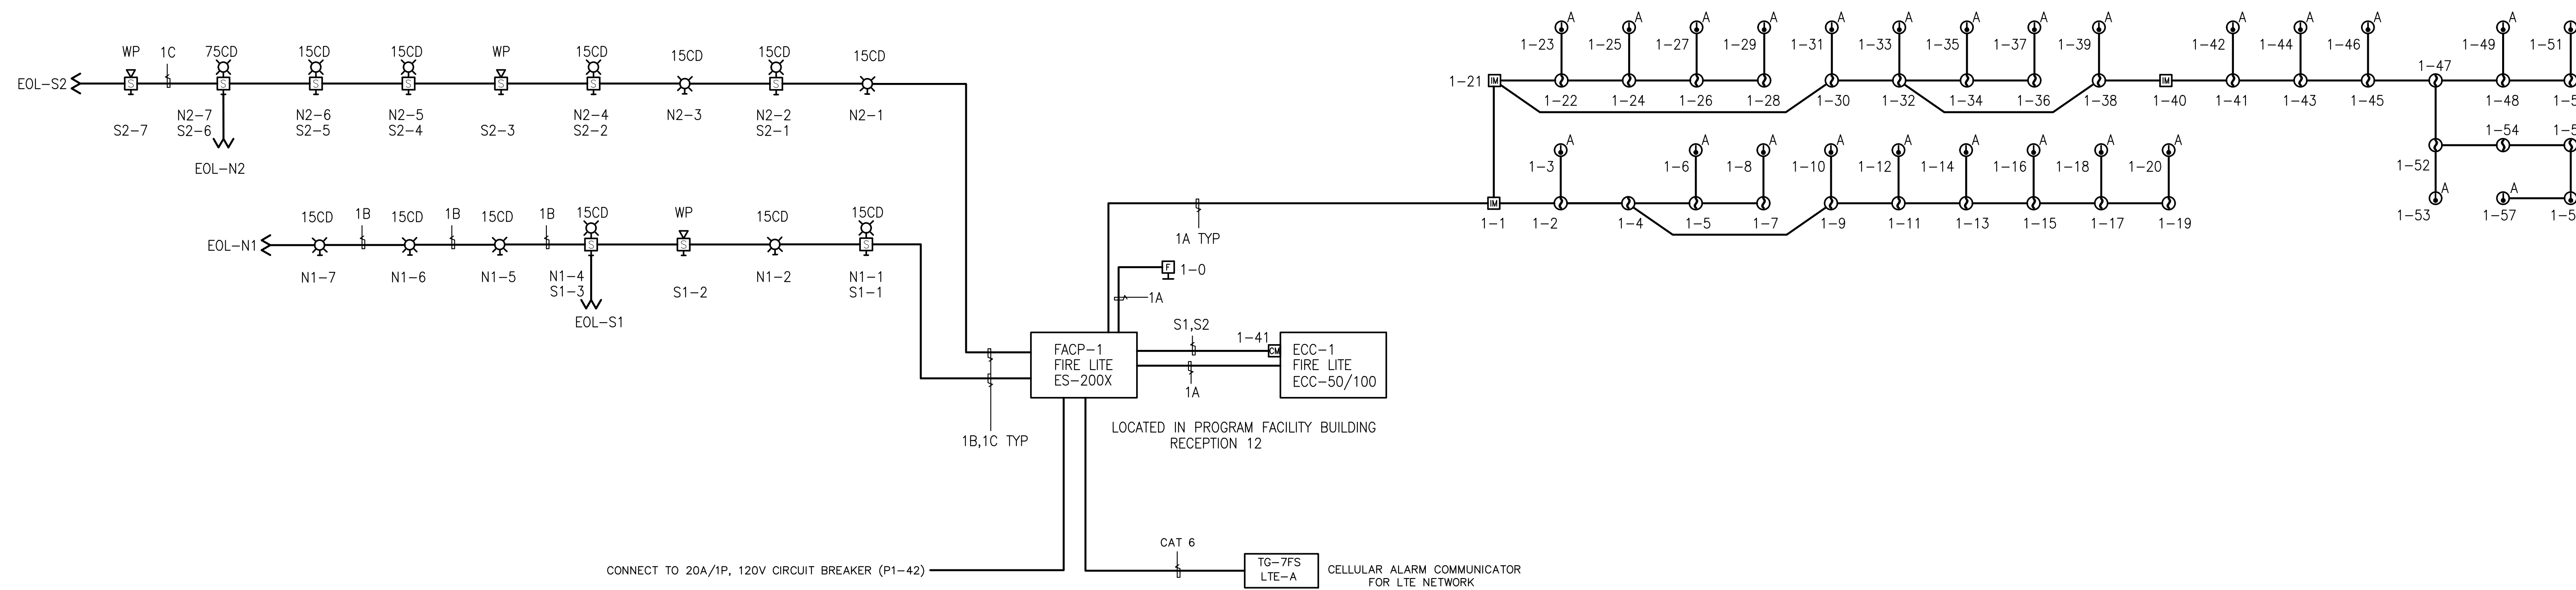 WP 1C 75CD 15CD 15CD WP 15CD 15CD 15CD 15CD
EOL-S2 S S S S S S S
N2-7 N2-6 N2-5 N2-4 N2-3 N2-2 N2-1
S2-7 S2-6 S2-5 S2-4 S2-3 S2-2 S2-1
EOL-N2
15CD 1B 15CD 1B 15CD 1B 15CD WP 15CD 15CD
EOL-N1 S S S
N1-7 N1-6 N1-5 N1-4 N1-2 N1-1
S1-3 S1-2 S1-1
EOL-S1
A A A A A A A A A A A A A A
1-23 1-25 1-27 1-29 1-31 1-33 1-35 1-37 1-39 1-42 1-44 1-46 1-49 1-51
1-47
1-21 IM IM
1-22 1-24 1-26 1-28 1-30 1-32 1-34 1-36 1-38 1-40 1-41 1-43 1-45 1-48
A A A A A A A A A
1-54
1-3 1-6 1-8 1-10 1-12 1-14 1-16 1-18 1-20 1-52
A A
IM
1-1 1-2 1-4 1-5 1-7 1-9 1-11 1-13 1-15 1-17 1-19 1-53 1-57
1A TYP
F 1-0
1A
S1,S2
1-41
CM
1A
FACP-1
FIRE LITE
ES-200X
ECC-1
FIRE LITE
ECC-50/100
LOCATED IN PROGRAM FACILITY BUILDING
RECEPTION 12
1B,1C TYP
CAT 6
CONNECT TO 20A/1P, 120V CIRCUIT BREAKER (P1-42)
TG-7FS
LTE-A
CELLULAR ALARM COMMUNICATOR
FOR LTE NETWORK